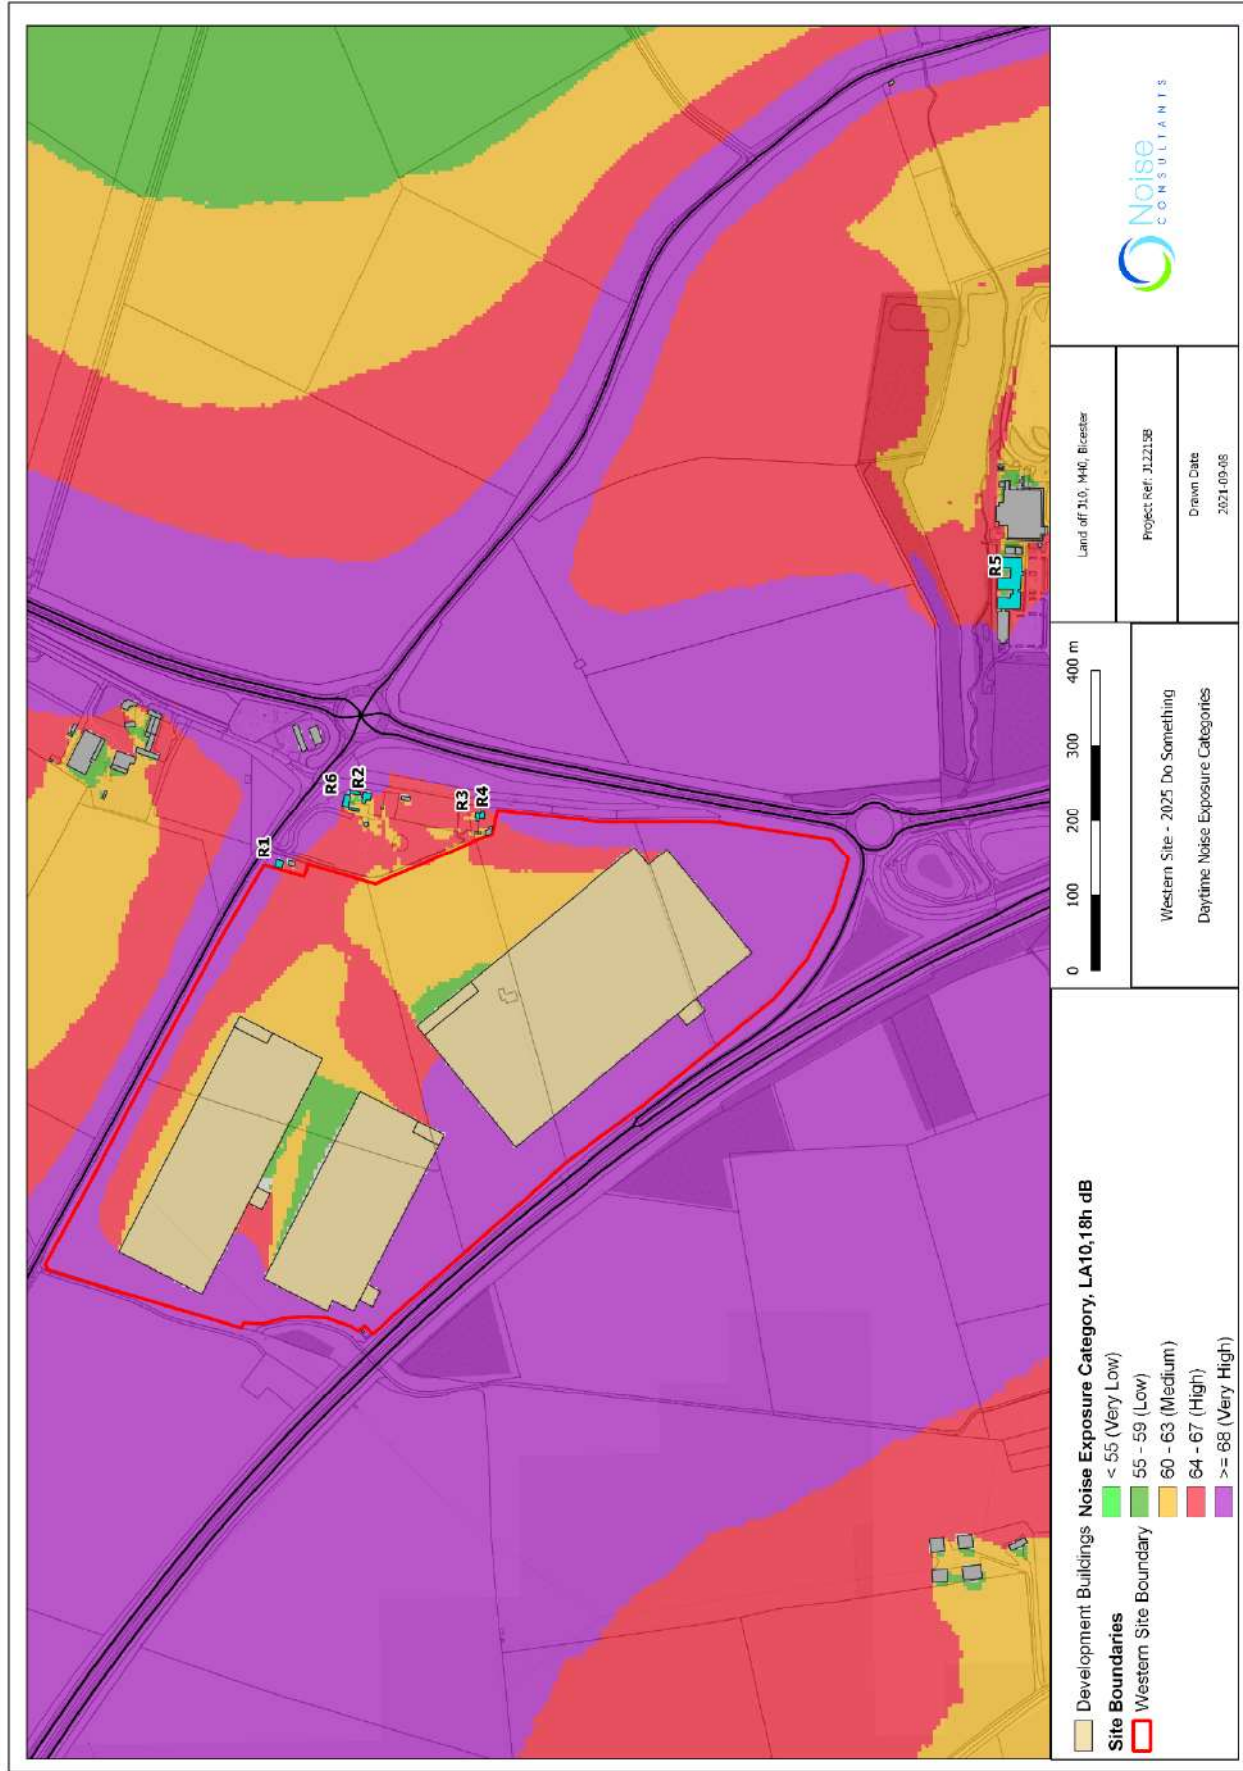 R1
R6
R2
R3
R4
R5
Development Buildings
Site Boundaries
Western Site Boundary
Noise Exposure Category, LA10,18h dB
< 55 (Very Low)
55 - 59 (Low)
60 - 63 (Medium)
64 - 67 (High)
>= 68 (Very High)
0 100 200 300 400 m
Western Site - 2025 Do Something
Daytime Noise Exposure Categories
Land off J10, M40, Bicester
Project Ref: J12215B
Drawn Date
2021-09-08
Noise
CONSULTANTS